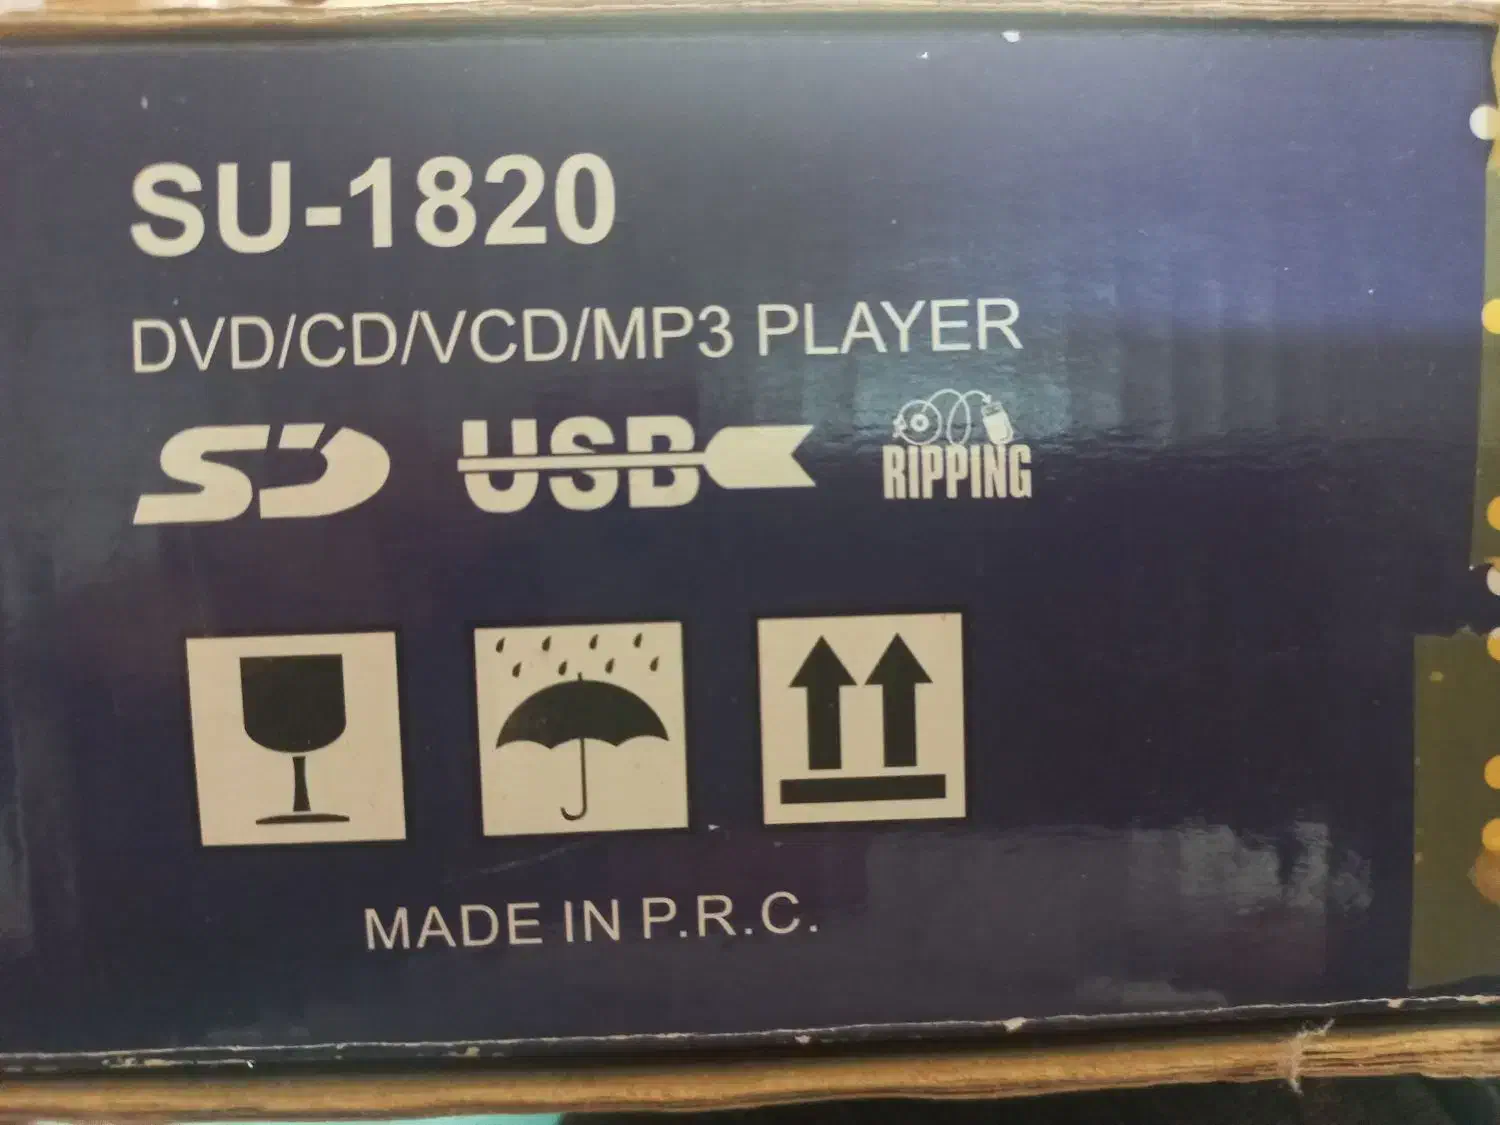 SU-1820
DVD/CD/VCD/MP3 PLAYER
SD USB RIPPING
MADE IN P.R.C.